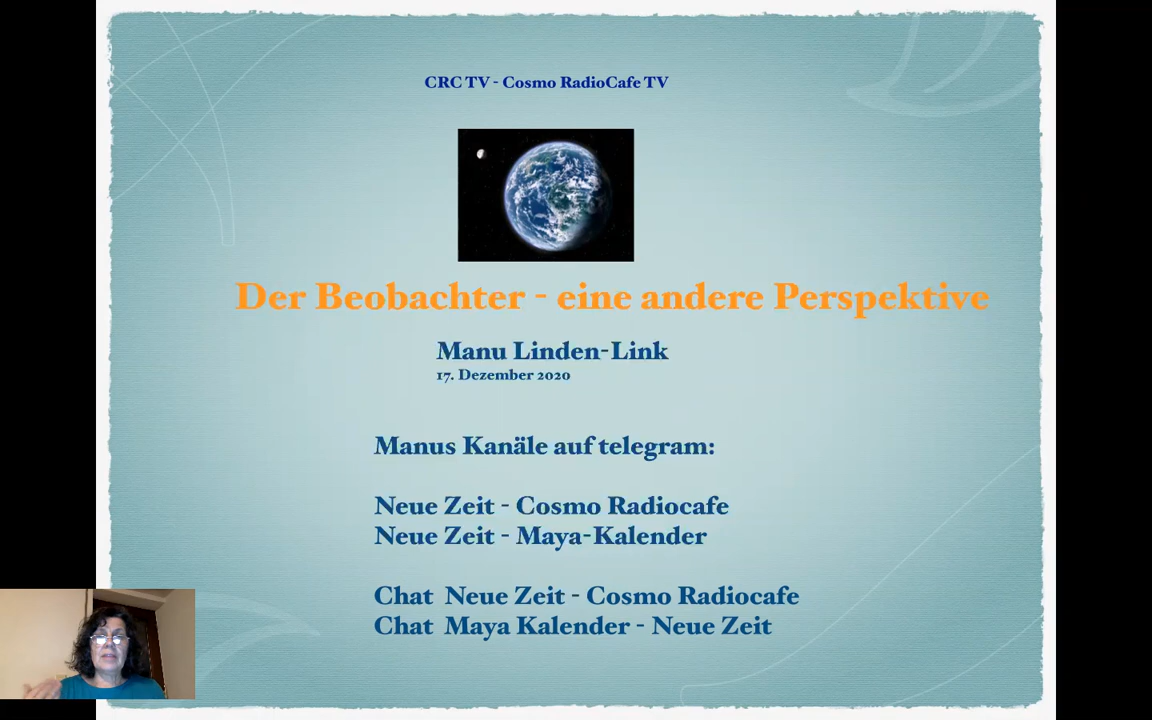 CRC TV - Cosmo RadioCafe TV
Der Beobachter - eine andere Perspektive
Manu Linden-Link
17. Dezember 2020
Manus Kanäle auf telegram:
Neue Zeit - Cosmo Radiocafe
Neue Zeit - Maya-Kalender
Chat Neue Zeit - Cosmo Radiocafe
Chat Maya Kalender - Neue Zeit